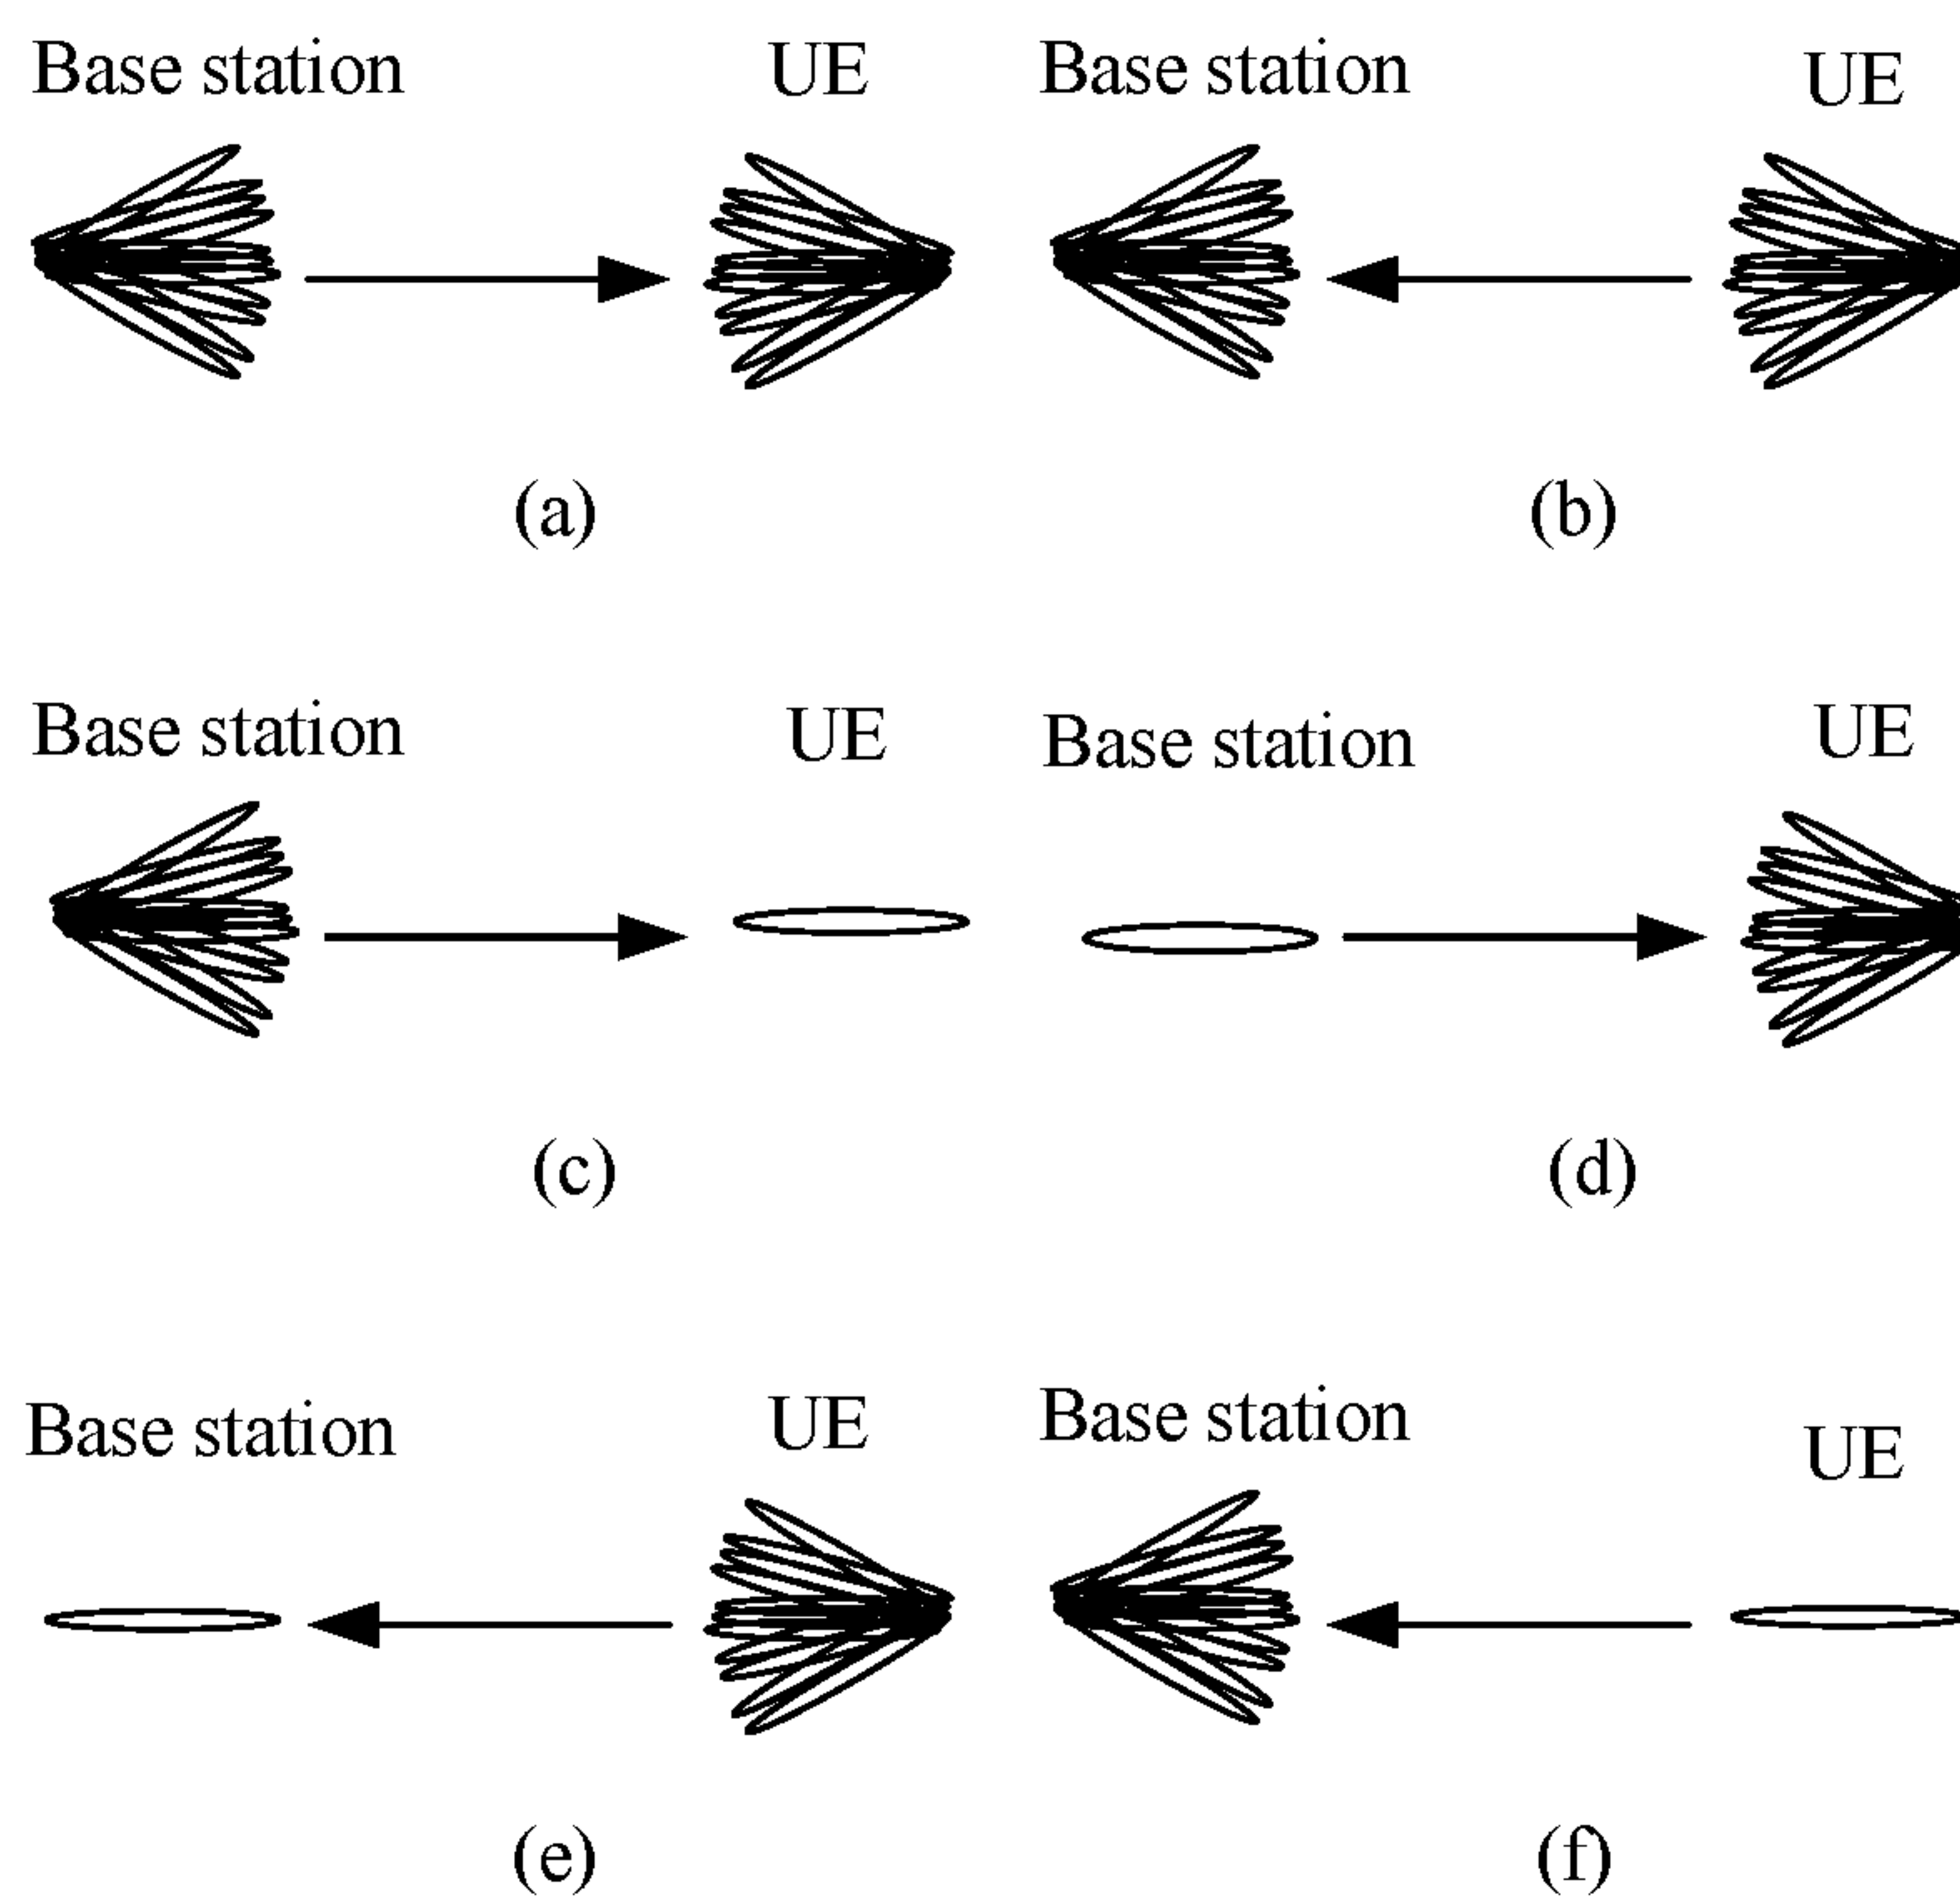 Base station UE Base station UE
(a) (b)
Base station UE Base station UE
(c) (d)
Base station UE Base station UE
(e) (f)